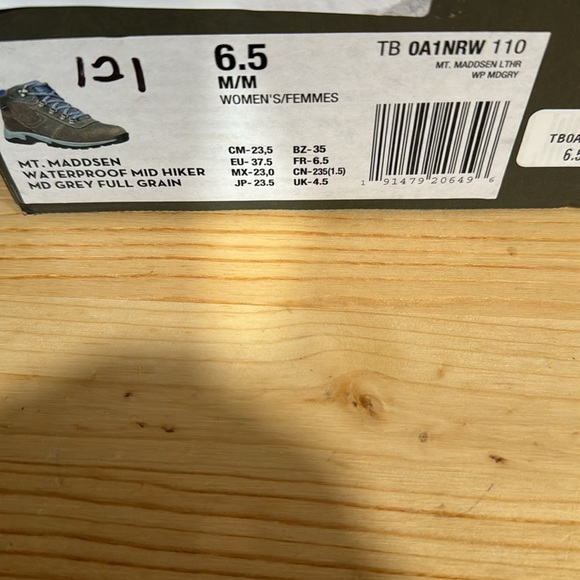 121
6.5
M/M
WOMEN'S/FEMMES
TB 0A1NRW 110
MT. MADDSEN LTHR
WP MDGRY
MT. MADDSEN
WATERPROOF MID HIKER
MD GREY FULL GRAIN
CM-23,5 BZ-35
EU-37.5 FR-6.5
MX-23,0 CN-235(1.5)
JP-23.5 UK-4.5
1 91479 20649 6
TB0A
6.5